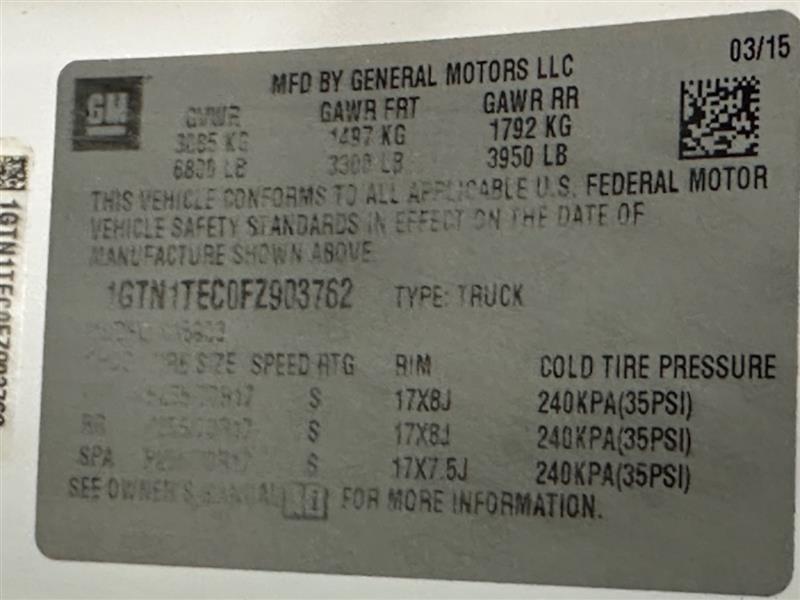 03/15
GM
MFD BY GENERAL MOTORS LLC
GVWR GAWR FRT GAWR RR
KG 1497 KG 1792 KG
LB LB 3950 LB
THIS VEHICLE CONFORMS TO ALL APPLICABLE U.S. FEDERAL MOTOR
VEHICLE SAFETY STANDARDS IN EFFECT ON THE DATE OF
MANUFACTURE SHOWN ABOVE.
1GTN1TEC0FZ903762 TYPE: TRUCK
TIRE SIZE SPEED RTG RIM COLD TIRE PRESSURE
S 17X8J 240KPA(35PSI)
RR S 17X8J 240KPA(35PSI)
SPA S 17X7.5J 240KPA(35PSI)
SEE OWNER'S MANUAL FOR MORE INFORMATION.